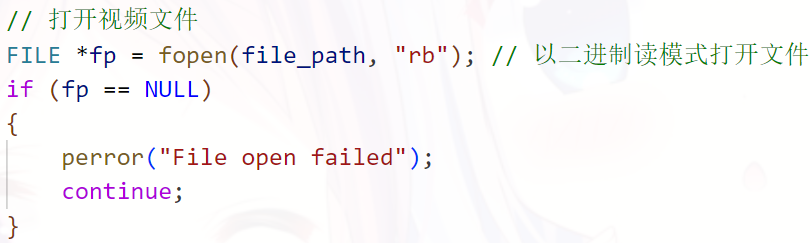 // 打开视频文件
FILE *fp = fopen(file_path, "rb"); // 以二进制读模式打开文件
if (fp == NULL)
{
    perror("File open failed");
    continue;
}